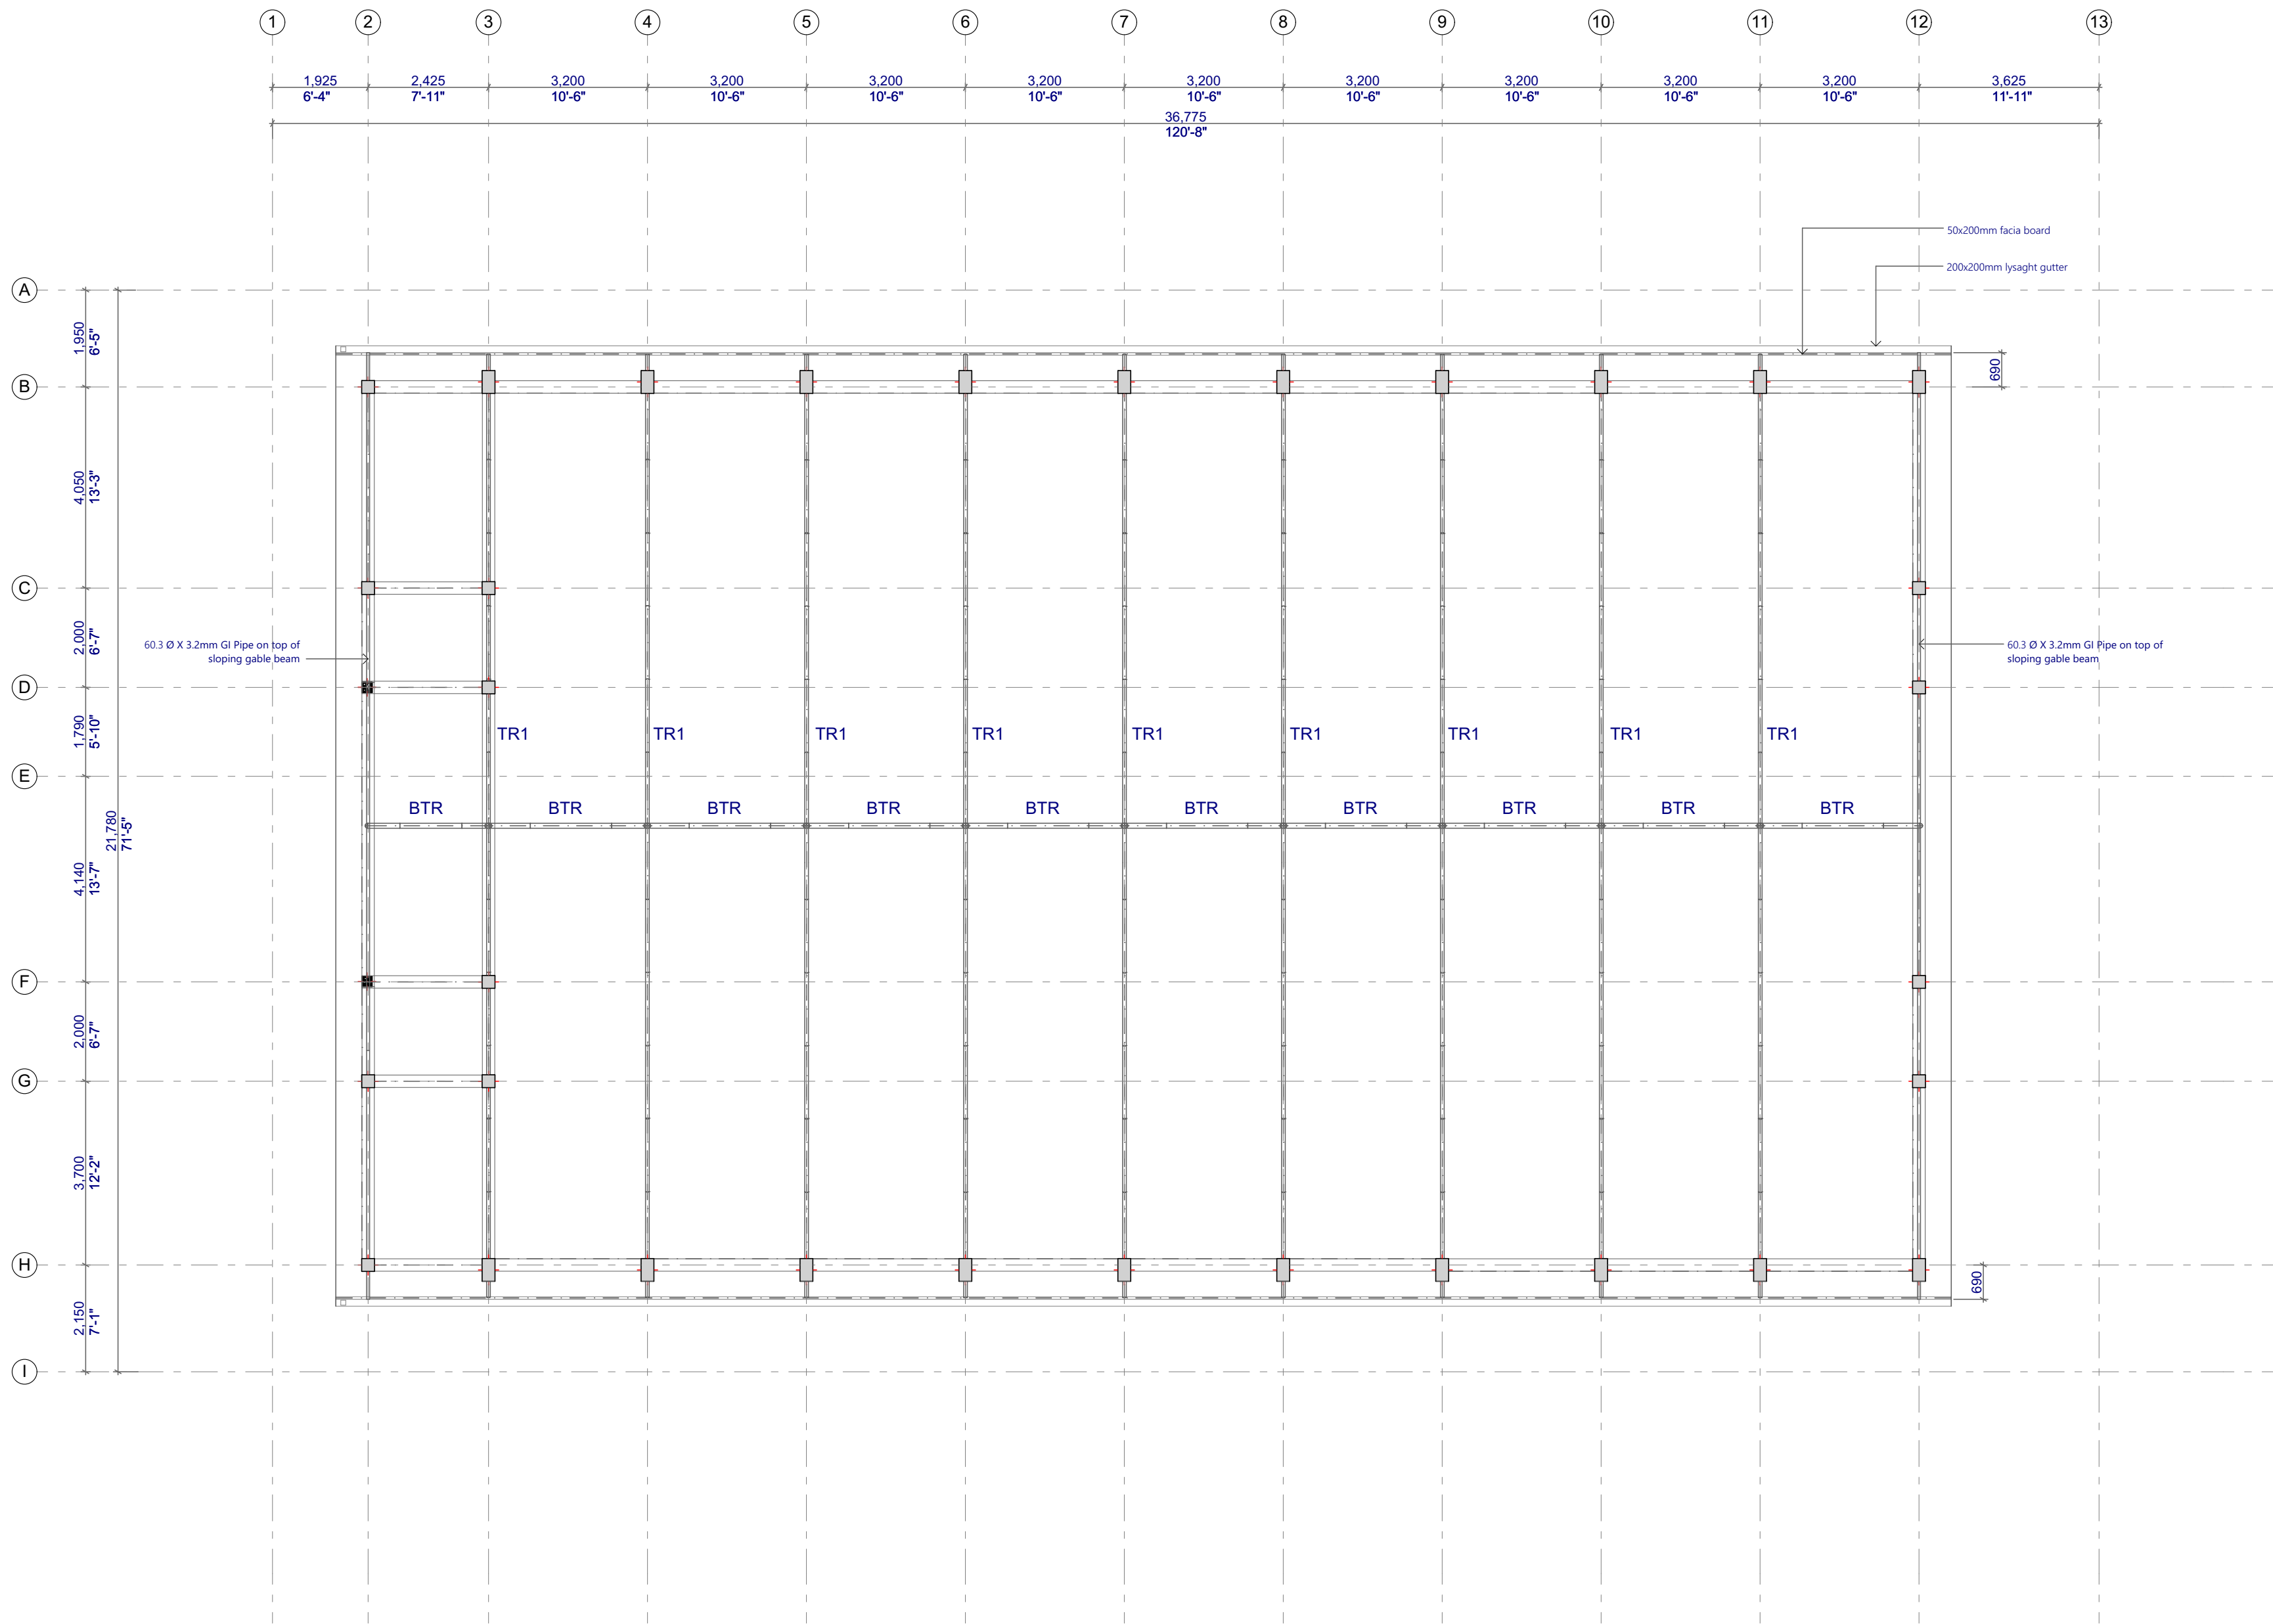 1 2 3 4 5 6 7 8 9 10 11 12 13
1,925 2,425 3,200 3,200 3,200 3,200 3,200 3,200 3,200 3,200 3,200 3,625
6'-4" 7'-11" 10'-6" 10'-6" 10'-6" 10'-6" 10'-6" 10'-6" 10'-6" 10'-6" 10'-6" 11'-11"
36,775
120'-8"
50x200mm facia board
200x200mm lysaght gutter
A
1,950
6'-5"
690
B
4,050
13'-3"
C
2,000
6'-7"
60.3 Ø X 3.2mm GI Pipe on top of
sloping gable beam
60.3 Ø X 3.2mm GI Pipe on top of
sloping gable beam
D
1,790
5'-10"
TR1 TR1 TR1 TR1 TR1 TR1 TR1 TR1 TR1
E
21,780
71'-5"
BTR BTR BTR BTR BTR BTR BTR BTR BTR BTR
4,140
13'-7"
F
2,000
6'-7"
G
3,700
12'-2"
H
690
2,150
7'-1"
I